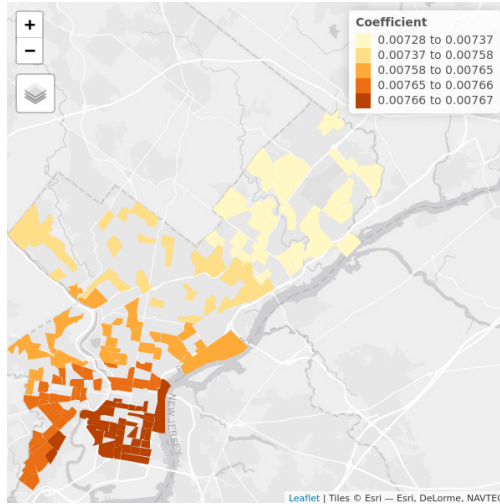 +
−
Coefficient
0.00728 to 0.00737
0.00737 to 0.00758
0.00758 to 0.00765
0.00765 to 0.00766
0.00766 to 0.00767
NEW JERSEY
Leaflet | Tiles © Esri — Esri, DeLorme, NAVTEQ